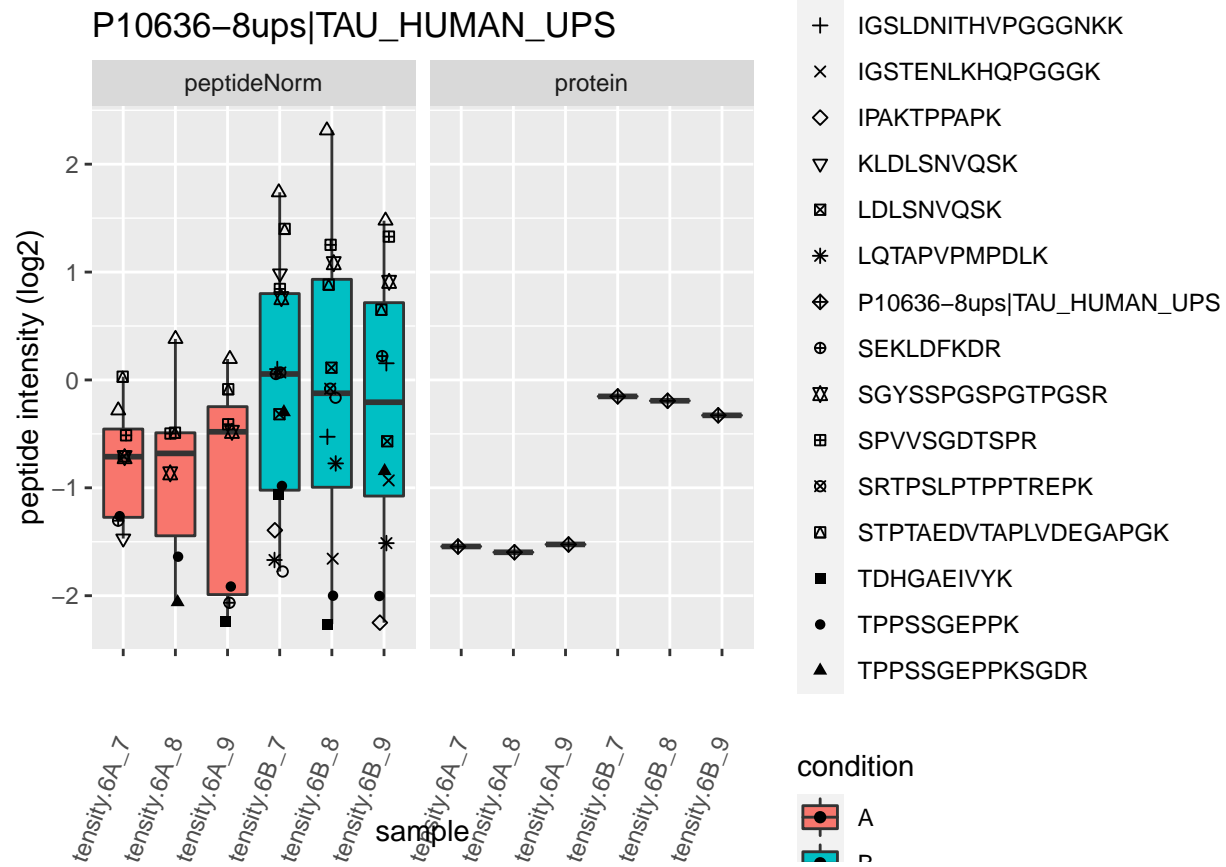 P10636−8ups|TAU_HUMAN_UPS
peptideNorm
protein
peptide intensity (log2)
2
1
0
−1
−2
tensity.6A_7
tensity.6A_8
tensity.6A_9
tensity.6B_7
tensity.6B_8
tensity.6B_9
tensity.6A_7
tensity.6A_8
tensity.6A_9
tensity.6B_7
tensity.6B_8
tensity.6B_9
sample
IGSLDNITHVPGGGNKK
IGSTENLKHQPGGGK
IPAKTPPAPK
KLDLSNVQSK
LDLSNVQSK
LQTAPVPMPDLK
P10636−8ups|TAU_HUMAN_UPS
SEKLDFKDR
SGYSSPGSPGTPGSR
SPVVSGDTSPR
SRTPSLPTPPTREPK
STPTAEDVTAPLVDEGAPGK
TDHGAEIVYK
TPPSSGEPPK
TPPSSGEPPKSGDR
condition
A
B